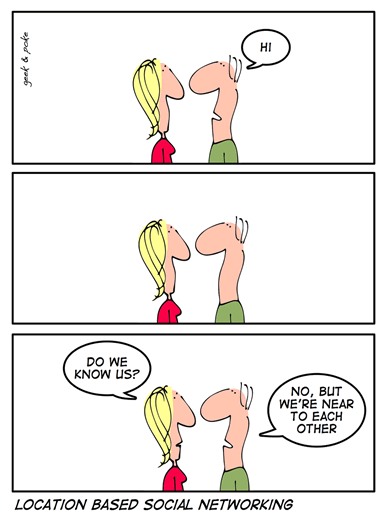 geek & poke
HI
DO WE
KNOW US?
NO, BUT
WE'RE NEAR
TO EACH
OTHER
LOCATION BASED SOCIAL NETWORKING